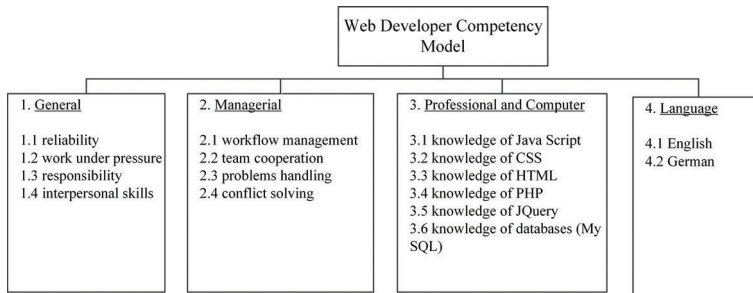 Web Developer Competency
Model
1. General
1.1 reliability
1.2 work under pressure
1.3 responsibility
1.4 interpersonal skills
2. Managerial
2.1 workflow management
2.2 team cooperation
2.3 problems handling
2.4 conflict solving
3. Professional and Computer
3.1 knowledge of Java Script
3.2 knowledge of CSS
3.3 knowledge of HTML
3.4 knowledge of PHP
3.5 knowledge of JQuery
3.6 knowledge of databases (My
SQL)
4. Language
4.1 English
4.2 German